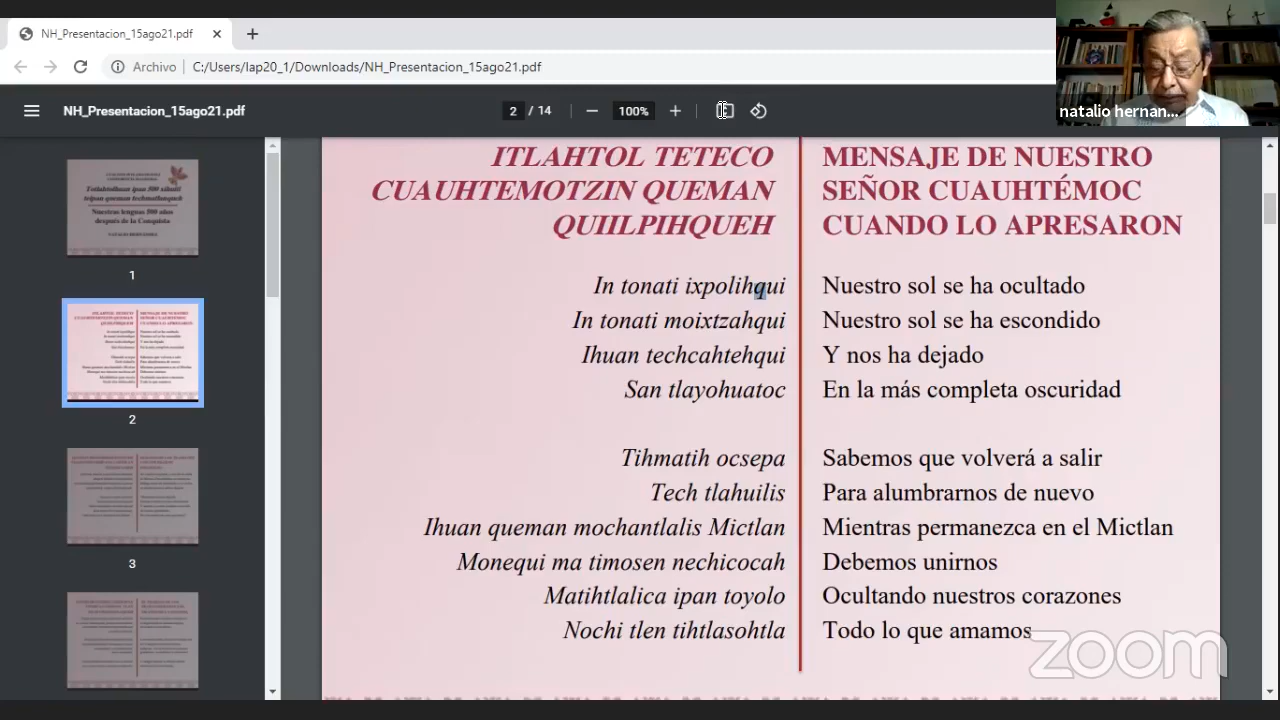 NH_Presentacion_15ago21.pdf
Archivo C:/Users/lap20_1/Downloads/NH_Presentacion_15ago21.pdf
natalio hernan...
NH_Presentacion_15ago21.pdf
2 / 14
100%
1
2
3
ITLAHTOL TETECO
CUAUHTEMOTZIN QUEMAN
QUIILPIHQUEH
In tonati ixpolihqui
In tonati moixtzahqui
Ihuan techcahtehqui
San tlayohuatoc
Tihmatih ocsepa
Tech tlahuilis
Ihuan queman mochantlalis Mictlan
Monequi ma timosen nechicocah
Matihtlalica ipan toyolo
Nochi tlen tihtlasohtla
MENSAJE DE NUESTRO
SEÑOR CUAUHTÉMOC
CUANDO LO APRESARON
Nuestro sol se ha ocultado
Nuestro sol se ha escondido
Y nos ha dejado
En la más completa oscuridad
Sabemos que volverá a salir
Para alumbrarnos de nuevo
Mientras permanezca en el Mictlan
Debemos unirnos
Ocultando nuestros corazones
Todo lo que amamos
zoom